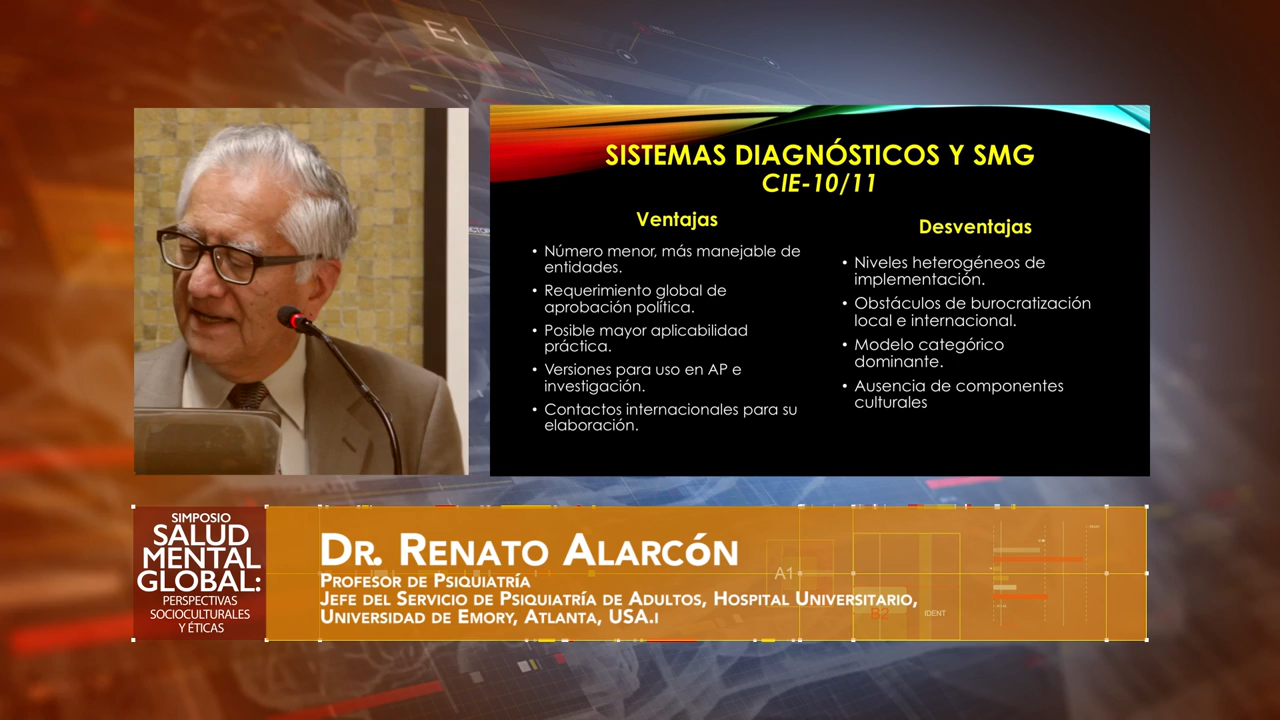 E1
SISTEMAS DIAGNÓSTICOS Y SMG
CIE-10/11
Ventajas
• Número menor, más manejable de
entidades.
• Requerimiento global de
aprobación política.
• Posible mayor aplicabilidad
práctica.
• Versiones para uso en AP e
investigación.
• Contactos internacionales para su
elaboración.
Desventajas
• Niveles heterogéneos de
implementación.
• Obstáculos de burocratización
local e internacional.
• Modelo categórico
dominante.
• Ausencia de componentes
culturales
SIMPOSIO
SALUD
MENTAL
GLOBAL:
PERSPECTIVAS
SOCIOCULTURALES
Y ÉTICAS
DR. RENATO ALARCÓN
PROFESOR DE PSIQUIATRÍA
JEFE DEL SERVICIO DE PSIQUIATRÍA DE ADULTOS, HOSPITAL UNIVERSITARIO,
UNIVERSIDAD DE EMORY, ATLANTA, USA.I
A1
B2
IDENT